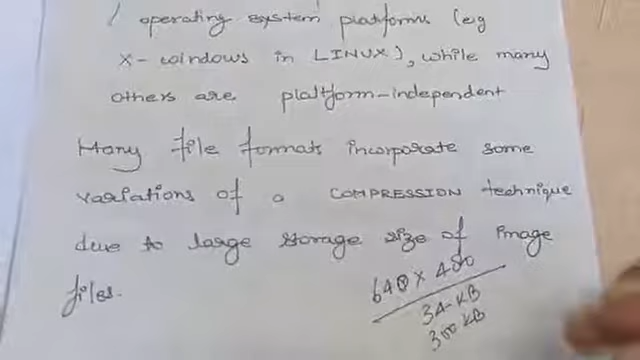 operating system platforms (eg
X-windows in LINUX), while many
others are platform-independent
Many file formats incorporate some
variations of a COMPRESSION technique
due to large storage size of image
files.
640 X 480
34-KB
300 KB